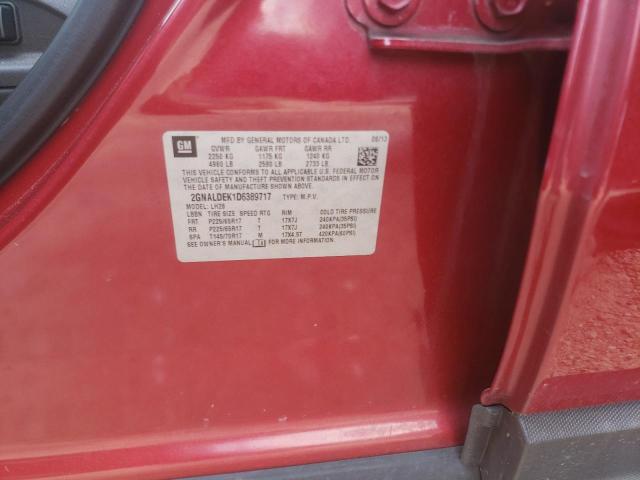 GM
MFD BY GENERAL MOTORS OF CANADA LTD. 06/13
GVWR GAWR FRT GAWR RR
2250 KG 1175 KG 1240 KG
4960 LB 2590 LB 2733 LB
THIS VEHICLE CONFORMS TO ALL APPLICABLE U.S. FEDERAL MOTOR
VEHICLE SAFETY, BUMPER, AND THEFT PREVENTION STANDARDS IN EFFECT ON
THE DATE OF MANUFACTURE SHOWN ABOVE.
2GNALDEK1D6389717 TYPE: M.P.V.
MODEL: LH26
TIRE SIZE SPEED RTG RIM COLD TIRE PRESSURE
FRT P225/65R17 T 17X7J 240KPA(35PSI)
RR P225/65R17 T 17X7J 240KPA(35PSI)
SPA T145/70R17 M 17X4.5T 420KPA(60PSI)
SEE OWNER'S MANUAL FOR MORE INFORMATION.